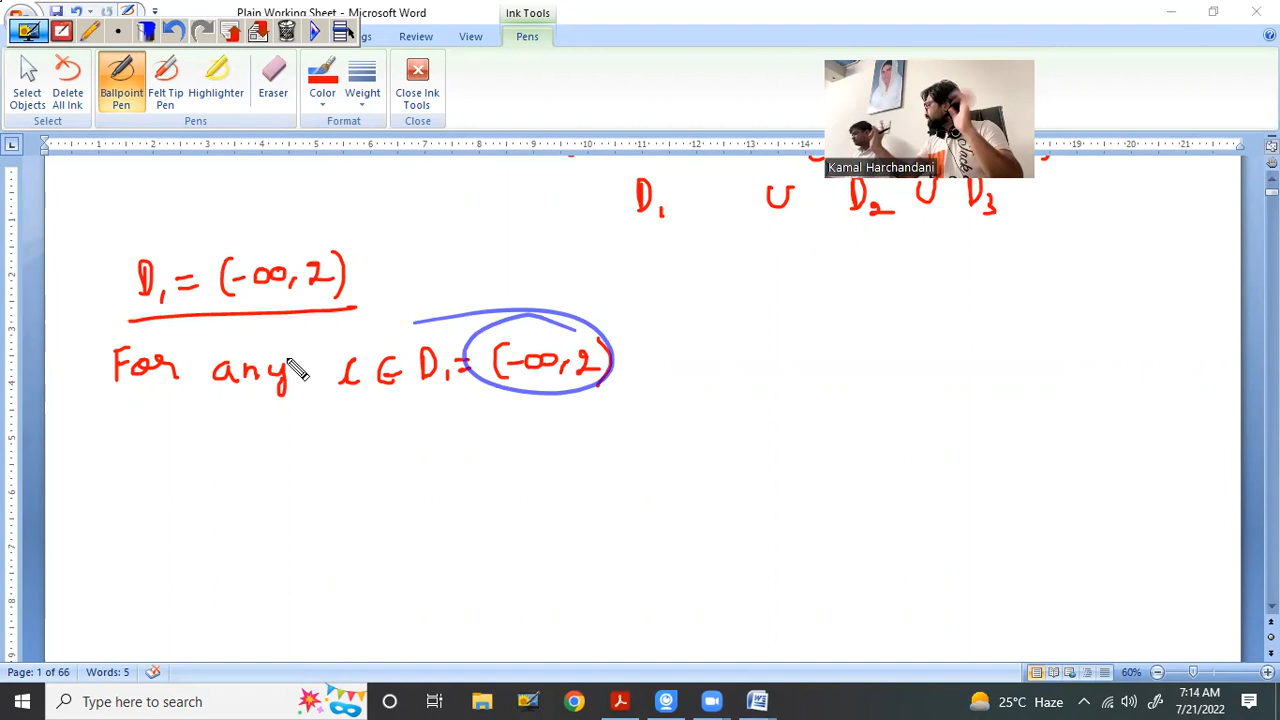 Plain Working Sheet - Microsoft Word
Ink Tools
gs Review View Pens
Select Objects
Delete All Ink
Ballpoint Pen
Felt Tip Pen
Highlighter
Eraser
Color
Weight
Close Ink Tools
Select
Pens
Format
Close
Kamal Harchandani
D₁ ∪ D₂ ∪ D₃
D₁ = (-∞, 2)
For any c ∈ D₁ = (-∞, 2)
Page: 1 of 66
Words: 5
60%
Type here to search
25°C Haze
7:14 AM
7/21/2022